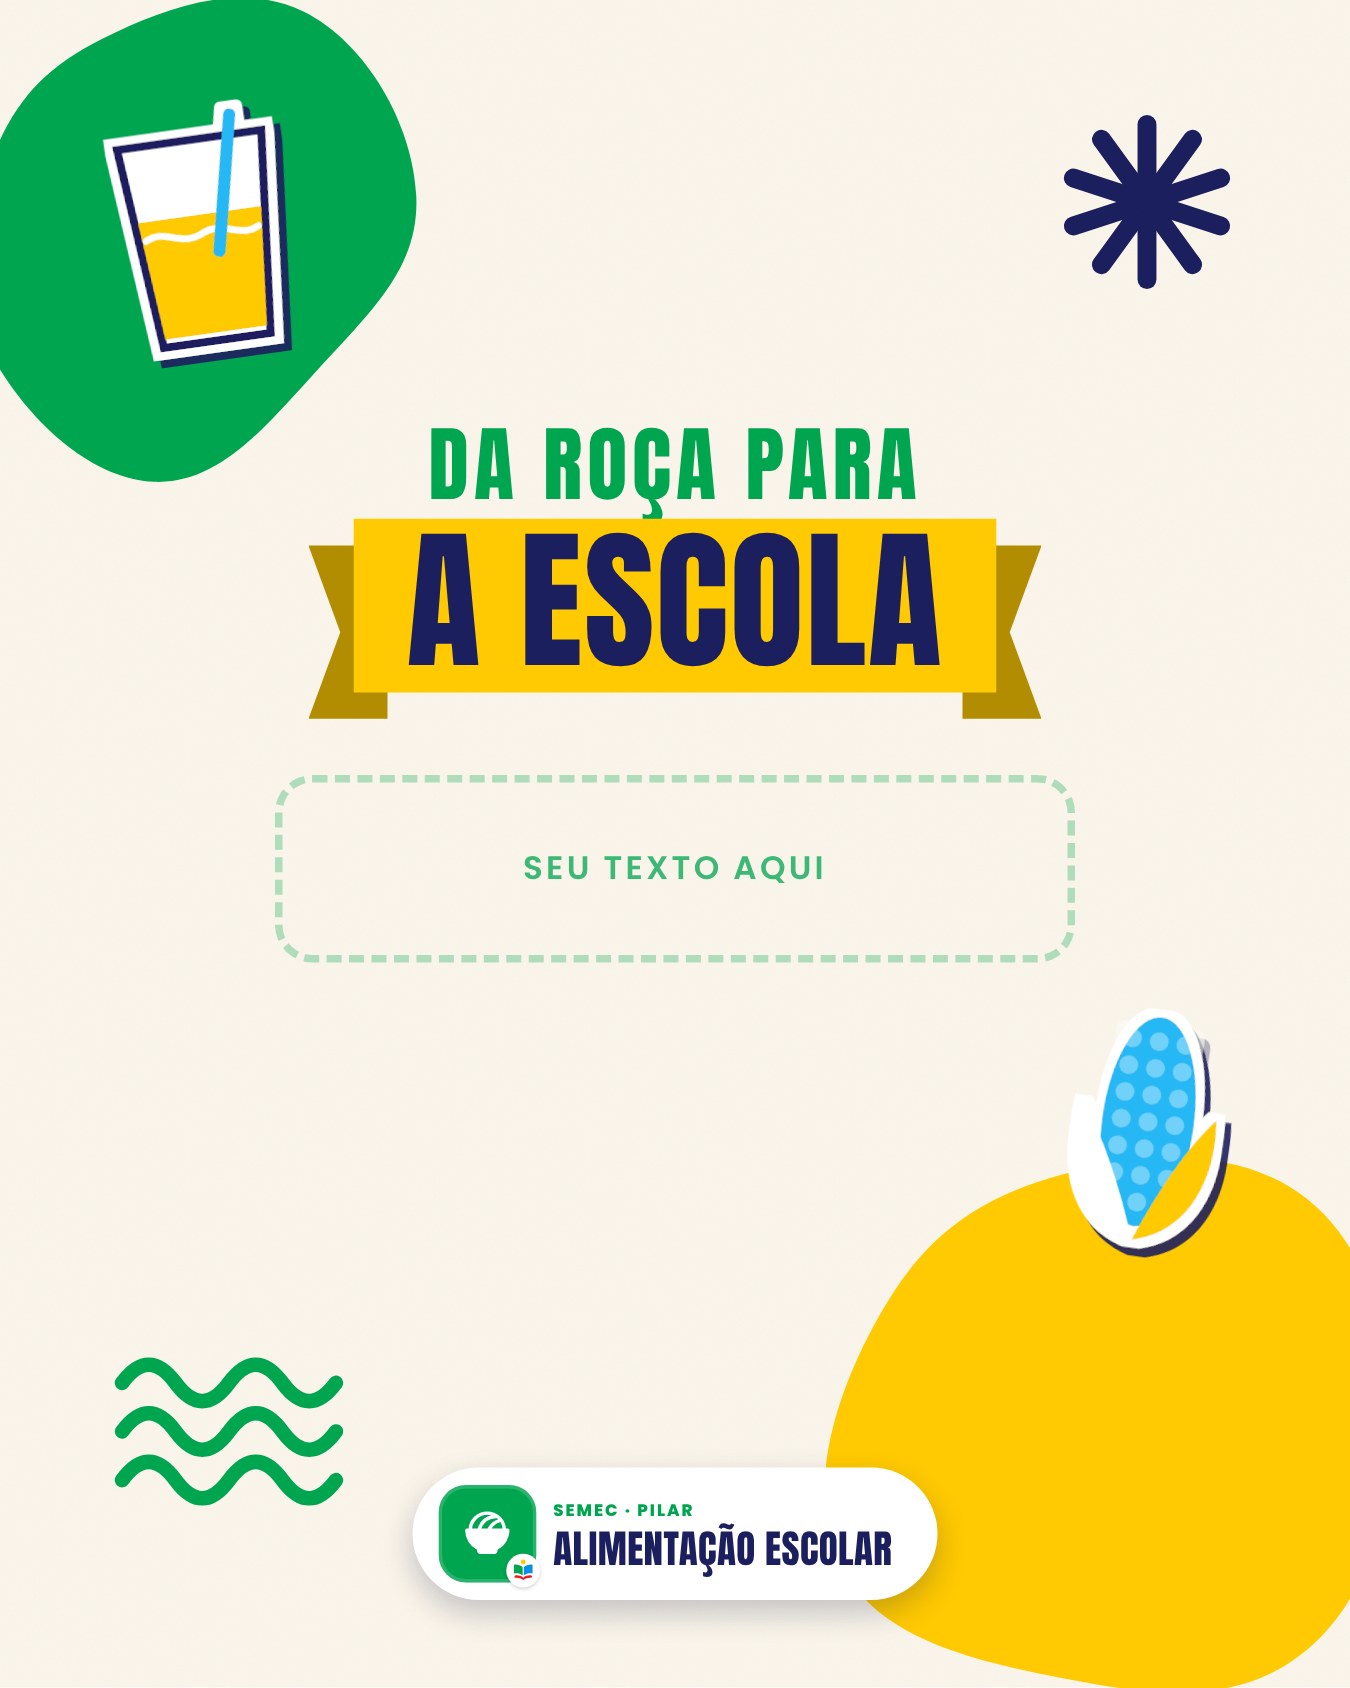 DA ROÇA PARA
A ESCOLA
SEU TEXTO AQUI
SEMEC · PILAR
ALIMENTAÇÃO ESCOLAR